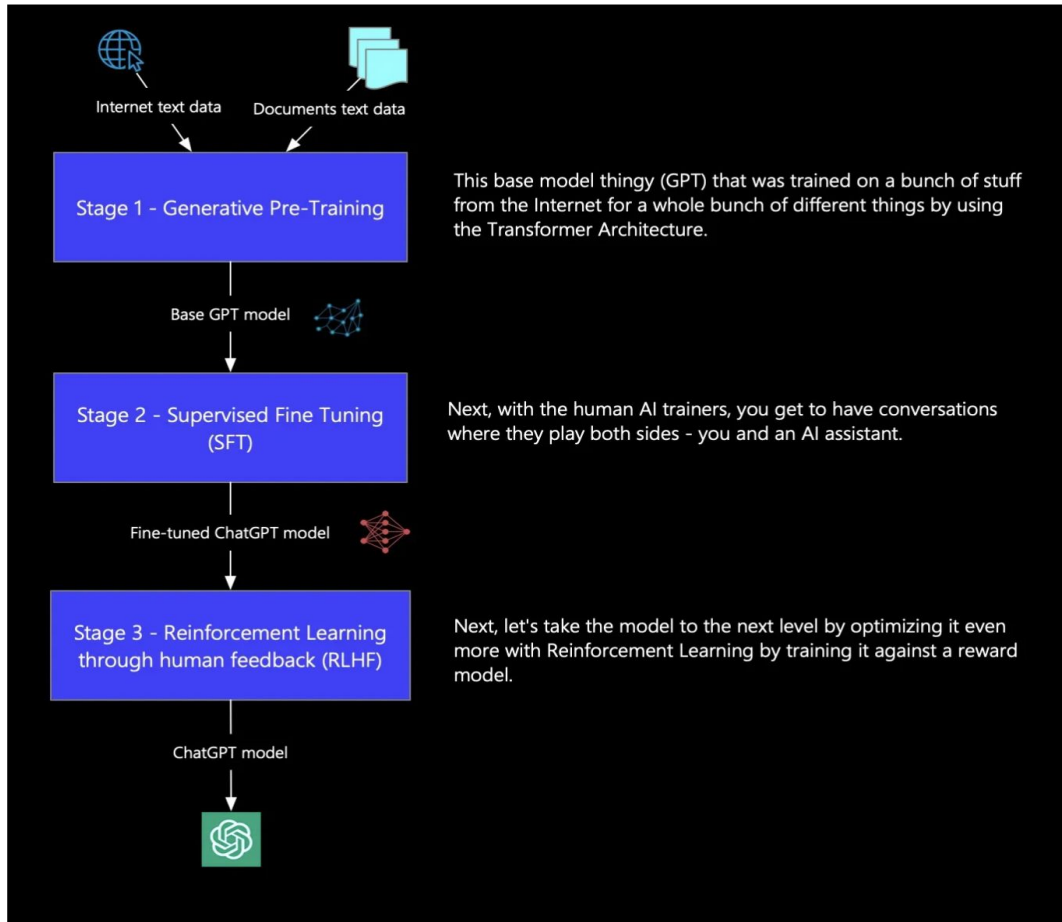 Internet text data
Documents text data
Stage 1 - Generative Pre-Training
This base model thingy (GPT) that was trained on a bunch of stuff
from the Internet for a whole bunch of different things by using
the Transformer Architecture.
Base GPT model
Stage 2 - Supervised Fine Tuning
(SFT)
Next, with the human AI trainers, you get to have conversations
where they play both sides - you and an AI assistant.
Fine-tuned ChatGPT model
Stage 3 - Reinforcement Learning
through human feedback (RLHF)
Next, let's take the model to the next level by optimizing it even
more with Reinforcement Learning by training it against a reward
model.
ChatGPT model